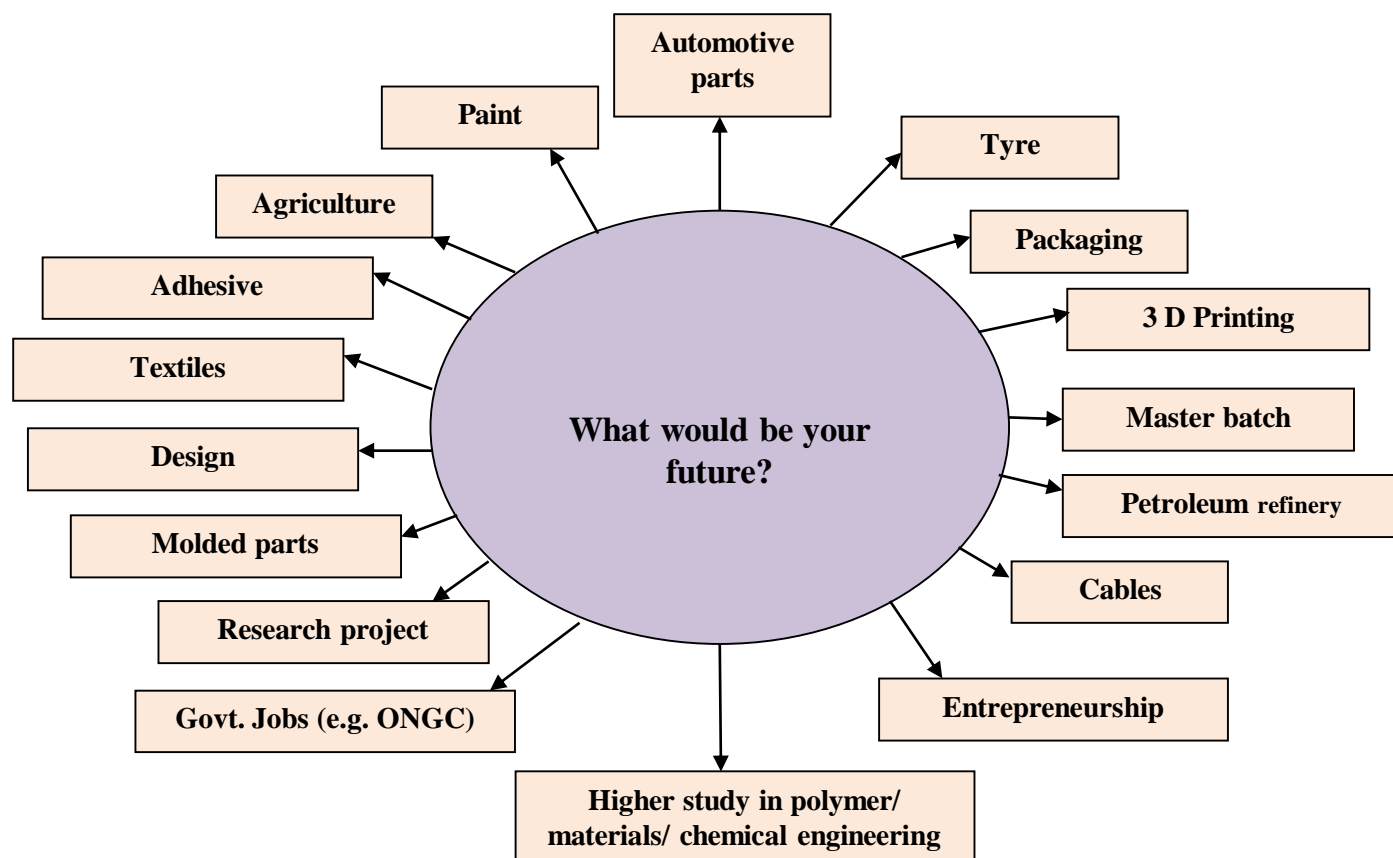 Automotive
parts
Paint
Tyre
Agriculture
Packaging
Adhesive
3 D Printing
Textiles
Master batch
What would be your
future?
Design
Petroleum refinery
Molded parts
Cables
Research project
Govt. Jobs (e.g. ONGC)
Entrepreneurship
Higher study in polymer/
materials/ chemical engineering